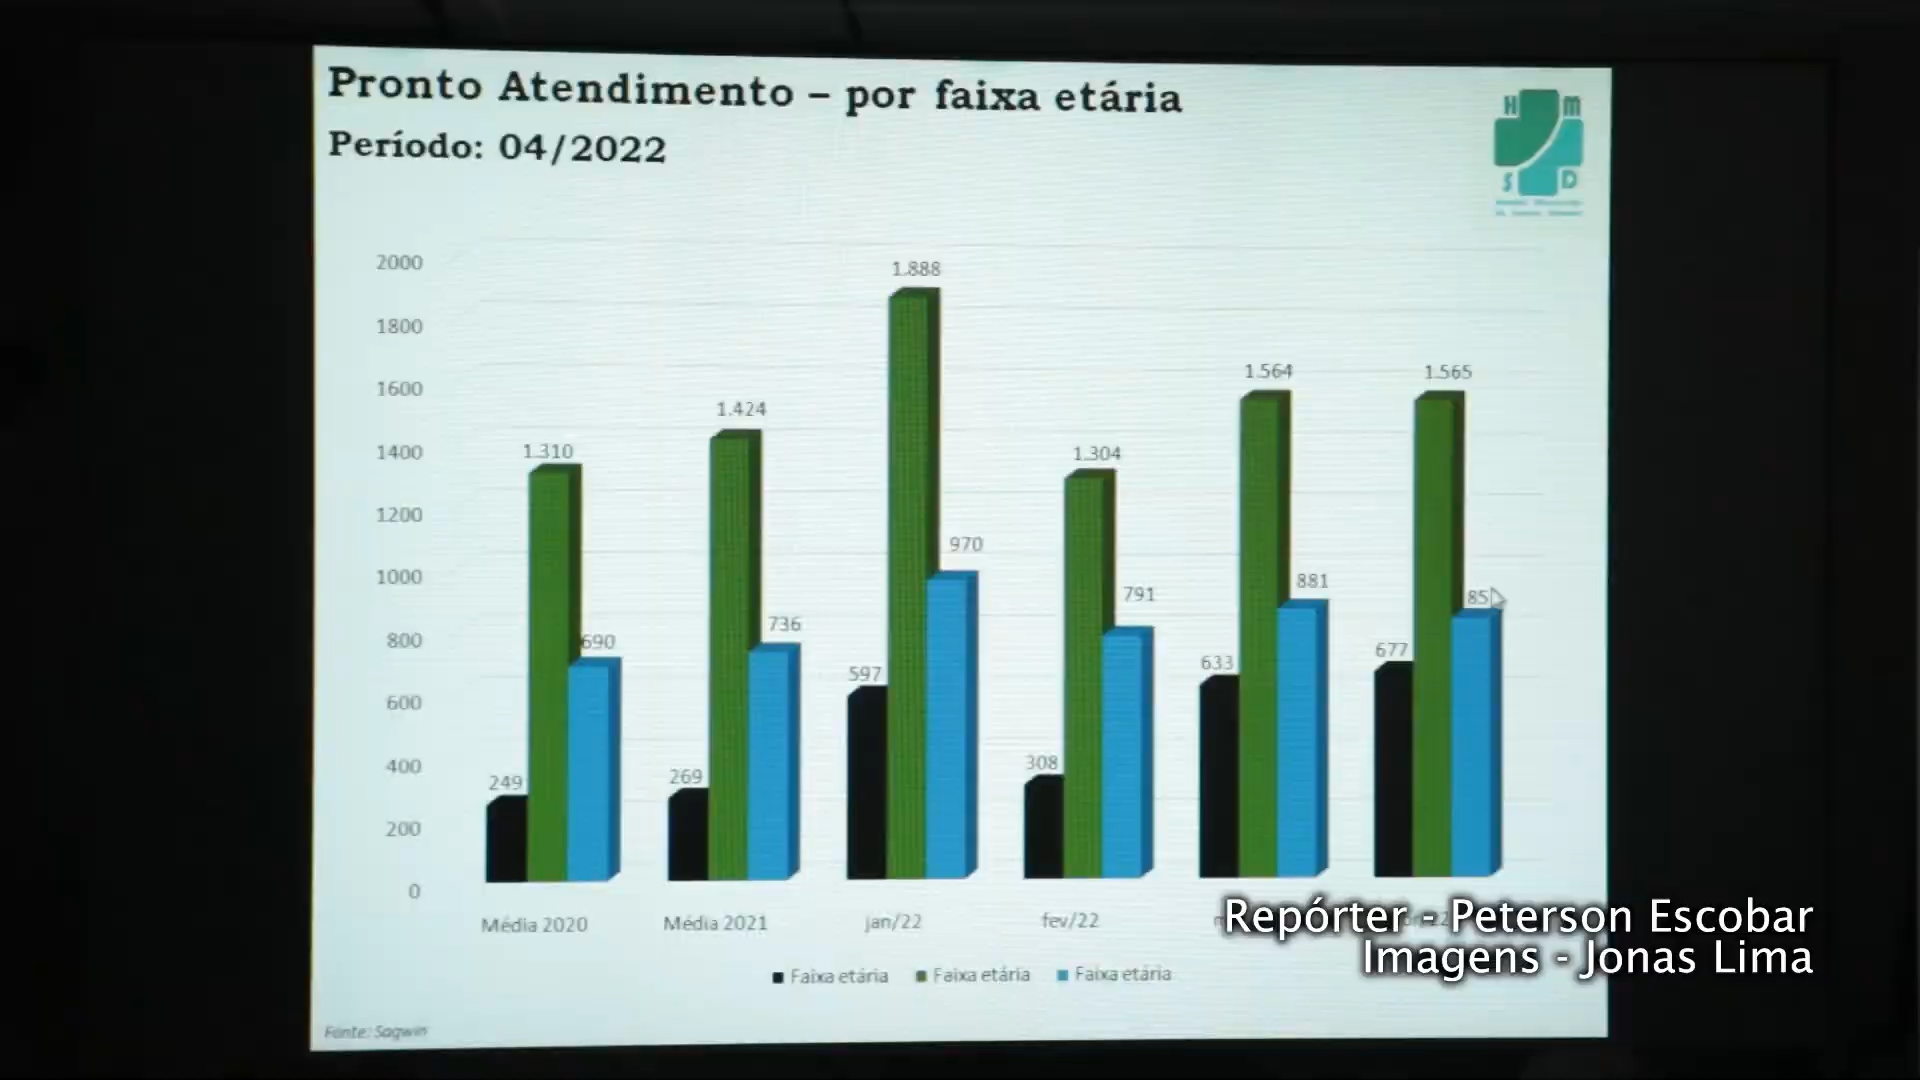 Pronto Atendimento – por faixa etária
Período: 04/2022
H M
S D
2000
1800
1600
1400
1200
1000
800
600
400
200
0
249
1.310
690
269
1.424
736
597
1.888
970
308
1.304
791
633
1.564
881
677
1.565
Média 2020
Média 2021
jan/22
fev/22
Faixa etária Faixa etária Faixa etária
Fonte: Sagwin
Repórter - Peterson Escobar
Imagens - Jonas Lima